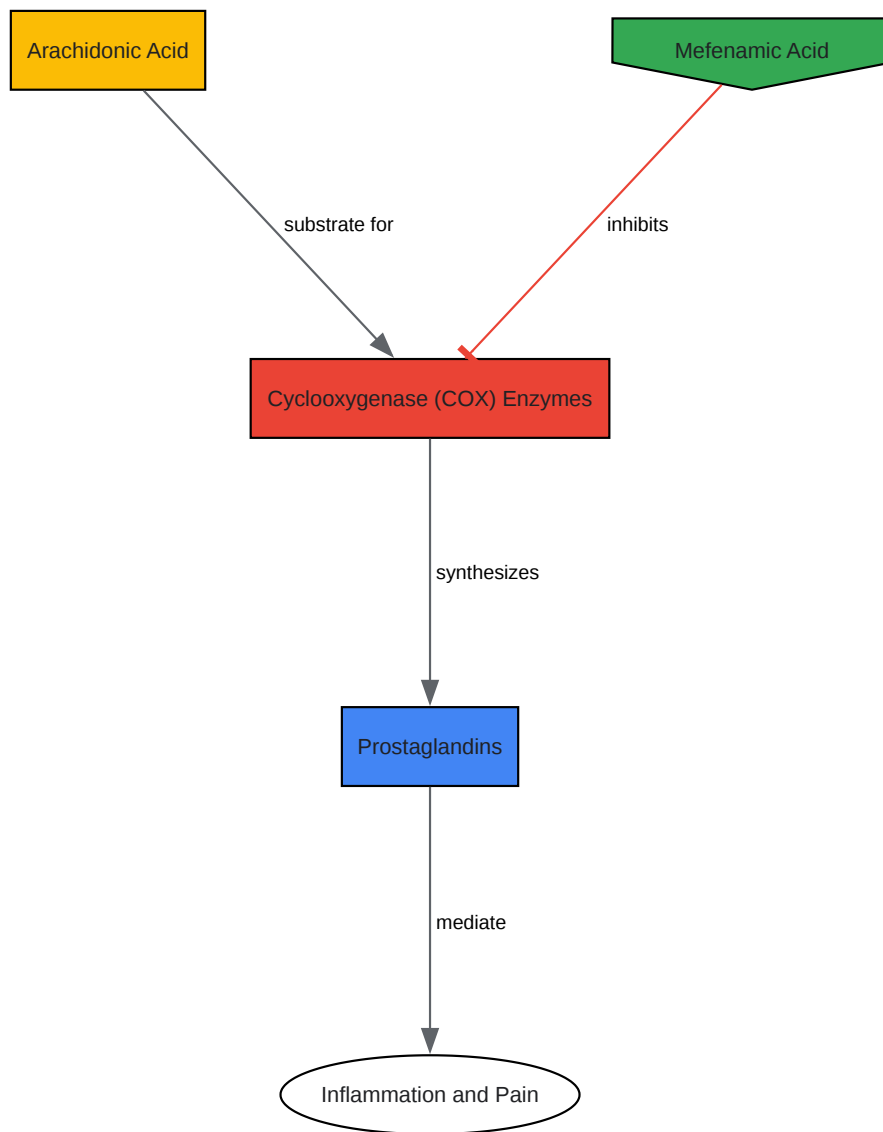 Arachidonic Acid
Mefenamic Acid
substrate for
inhibits
Cyclooxygenase (COX) Enzymes
synthesizes
Prostaglandins
mediate
Inflammation and Pain